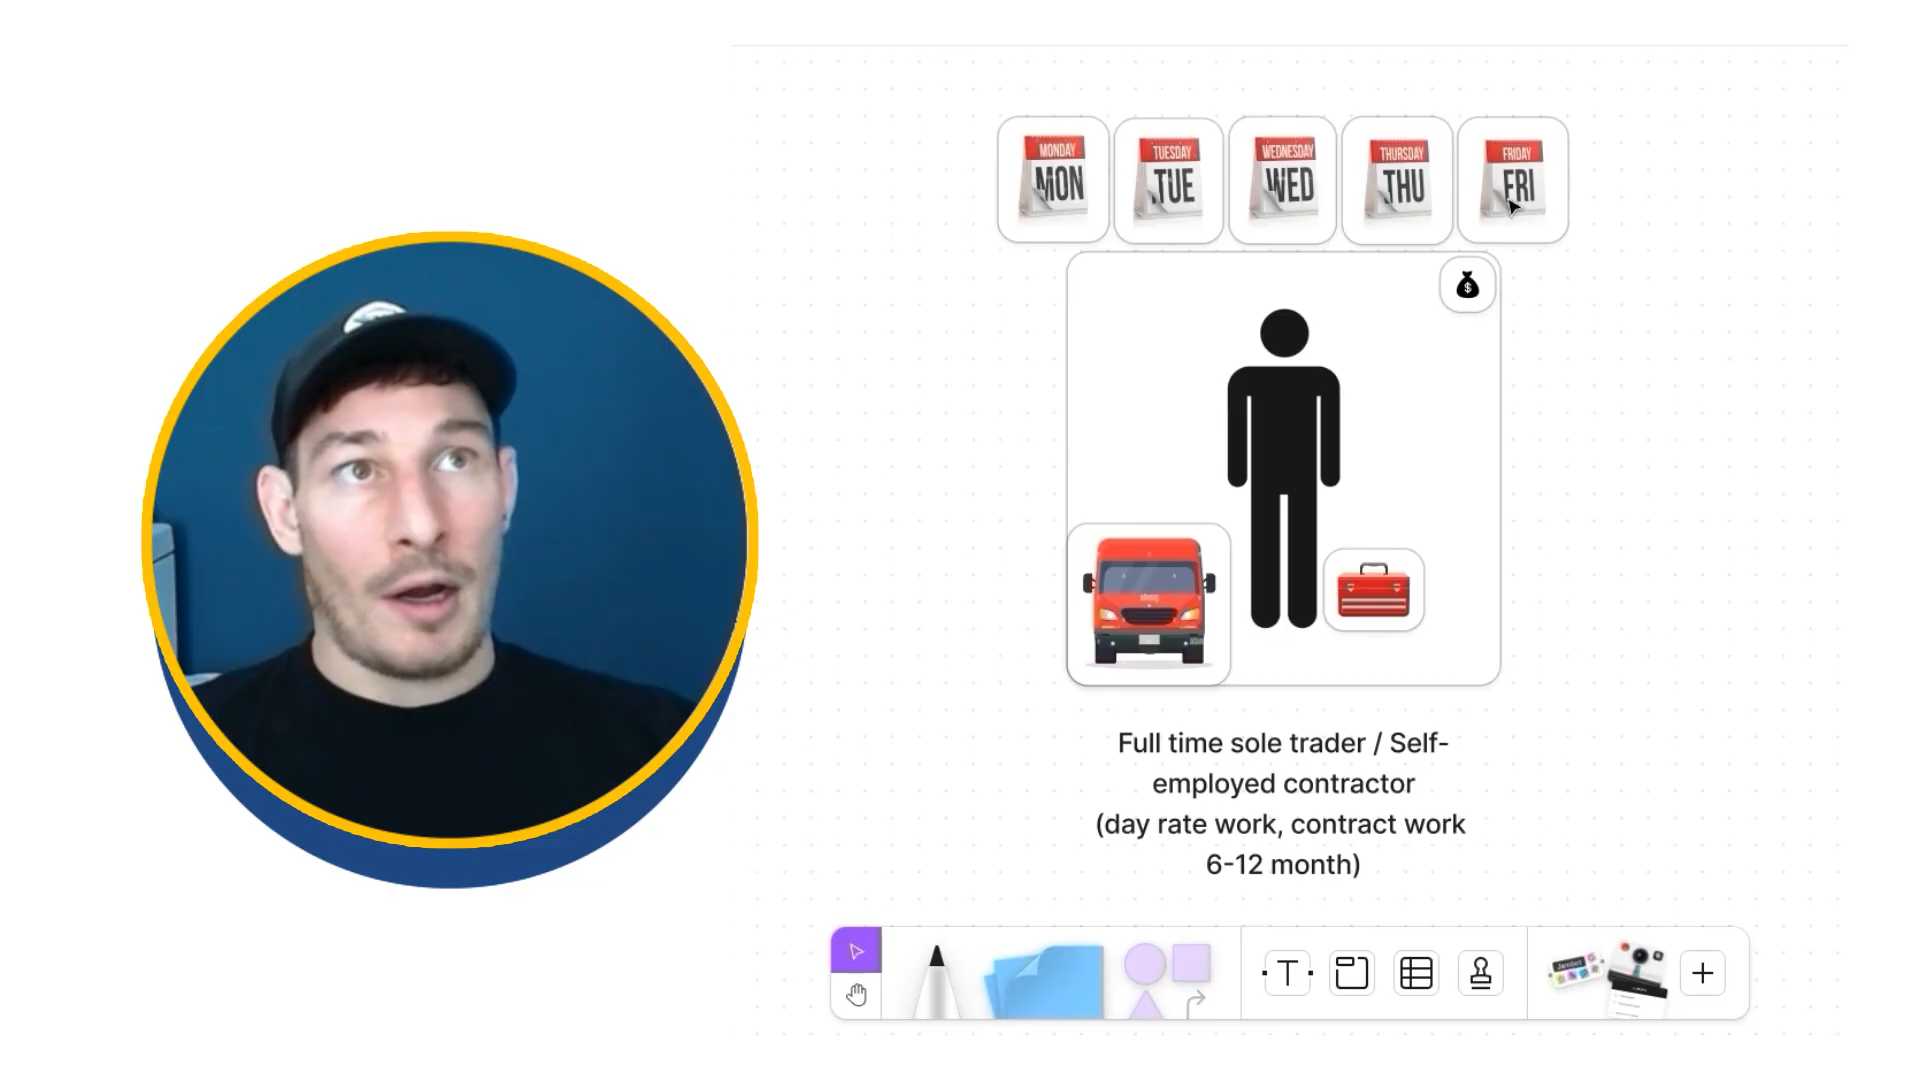 MONDAY
MON
TUESDAY
TUE
WEDNESDAY
WED
THURSDAY
THU
FRIDAY
FRI
$
Full time sole trader / Self-
employed contractor
(day rate work, contract work
6-12 month)
T